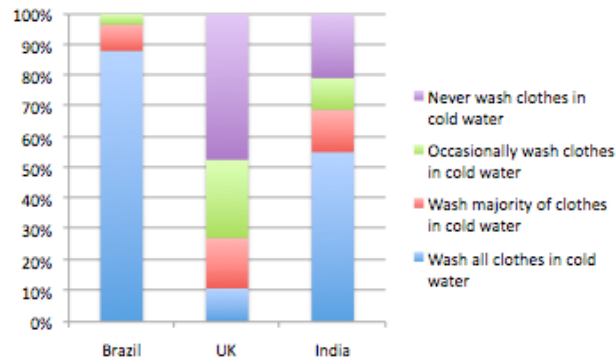 100%
90%
80%
70%
60%
50%
40%
30%
20%
10%
0%
Brazil
UK
India
Never wash clothes in
cold water
Occasionally wash clothes
in cold water
Wash majority of clothes
in cold water
Wash all clothes in cold
water